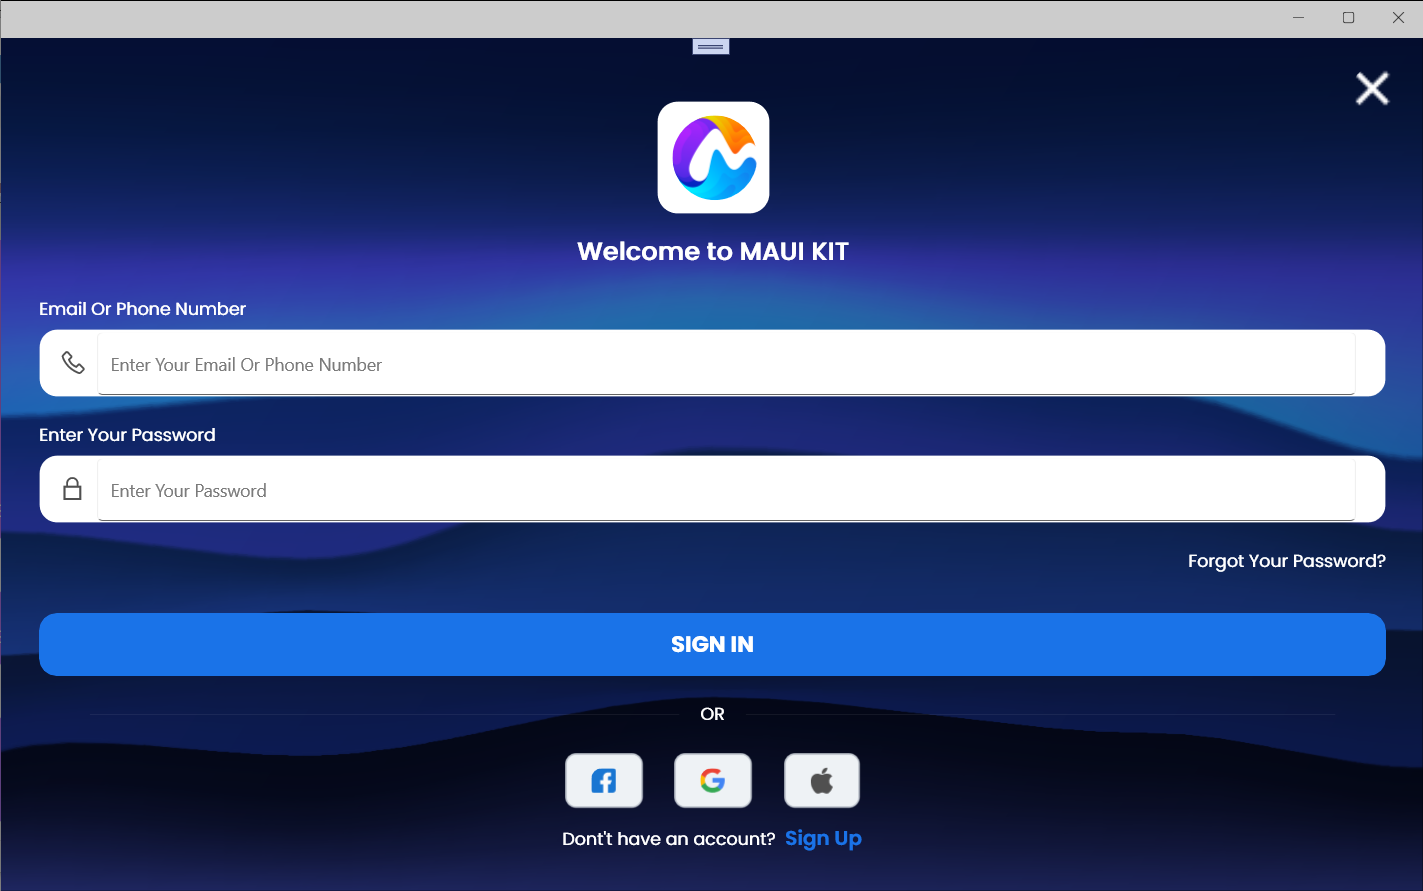 Welcome to MAUI KIT
Email Or Phone Number
Enter Your Email Or Phone Number
Enter Your Password
Enter Your Password
Forgot Your Password?
SIGN IN
OR
Dont't have an account? Sign Up